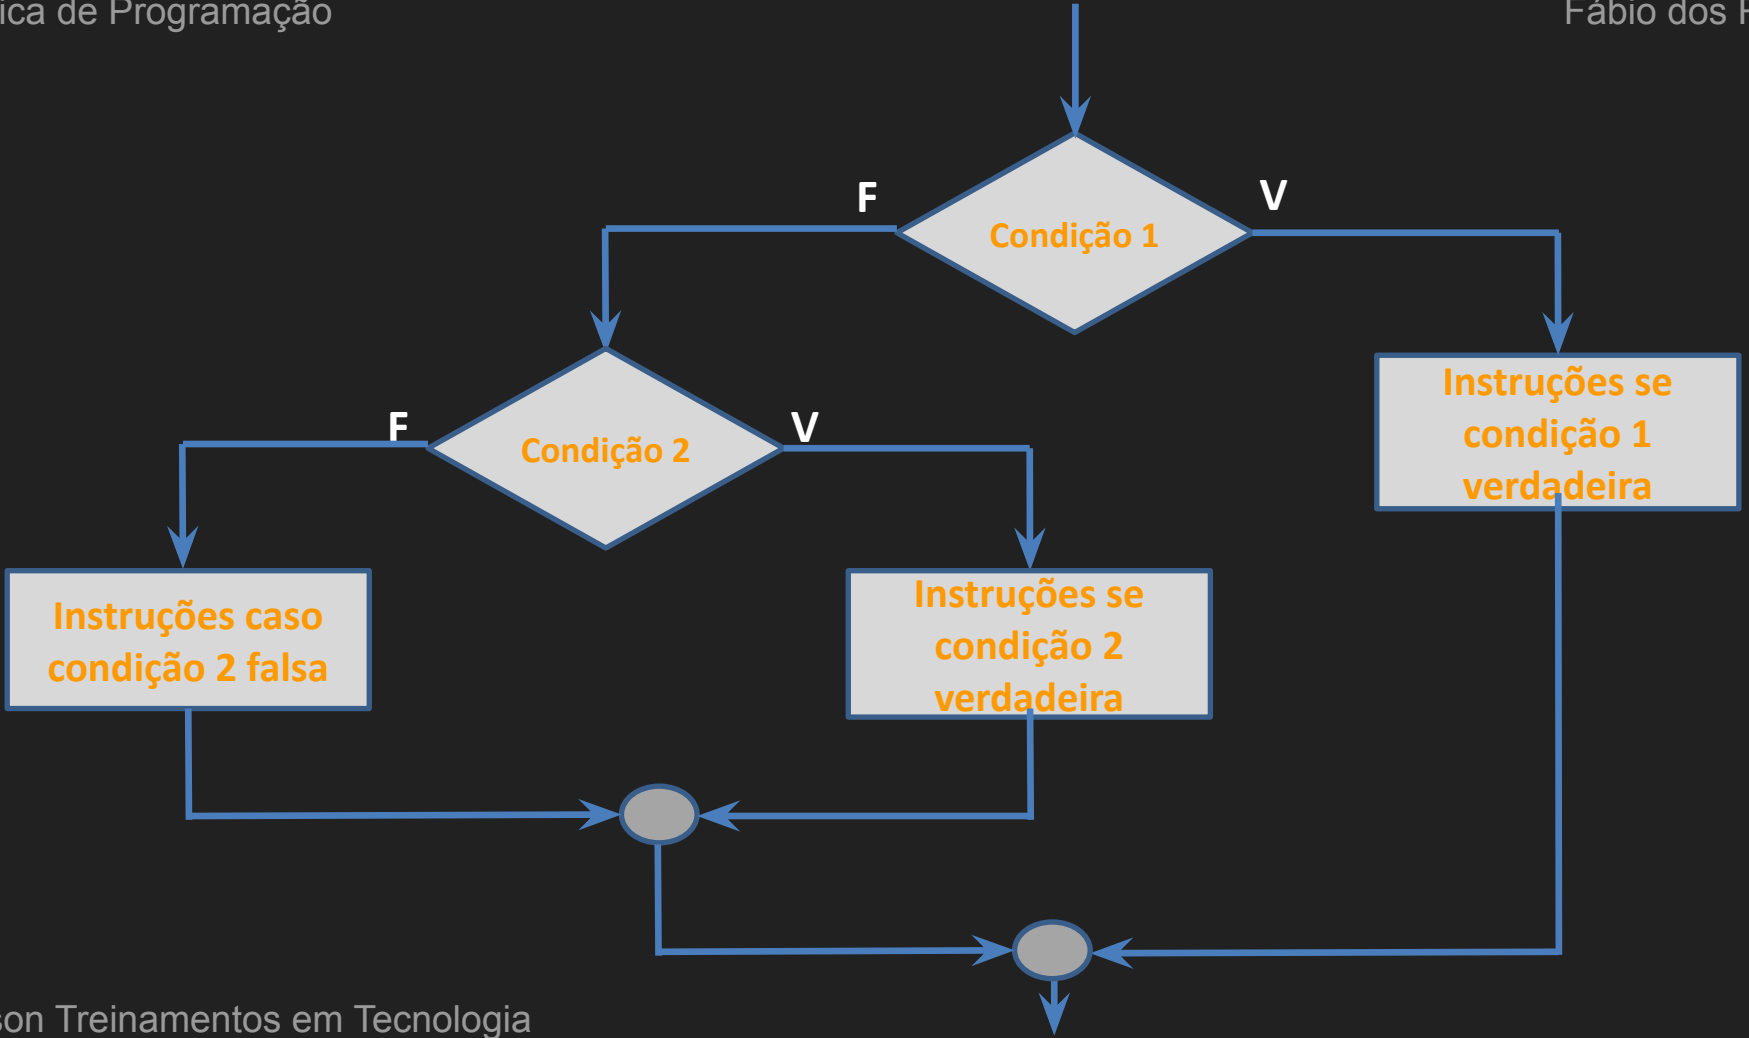 ica de Programação
Fábio dos
F
V
Condição 1
Instruções se
condição 1
verdadeira
F
V
Condição 2
Instruções caso
condição 2 falsa
Instruções se
condição 2
verdadeira
son Treinamentos em Tecnologia